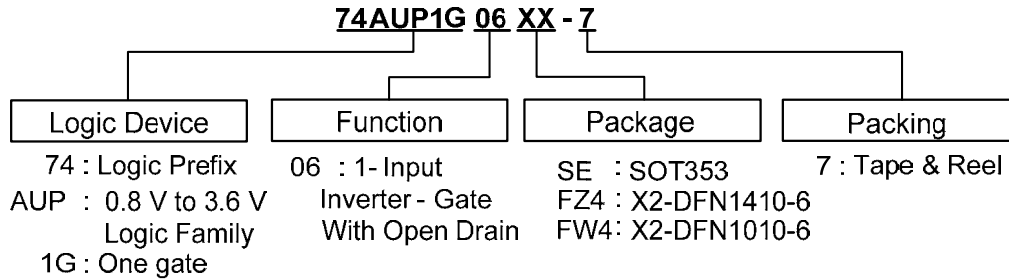 74AUP1G 06 XX - 7
Logic Device
74 : Logic Prefix
AUP : 0.8 V to 3.6 V
Logic Family
1G : One gate
Function
06 : 1- Input
Inverter - Gate
With Open Drain
Package
SE : SOT353
FZ4 : X2-DFN1410-6
FW4 : X2-DFN1010-6
Packing
7 : Tape & Reel